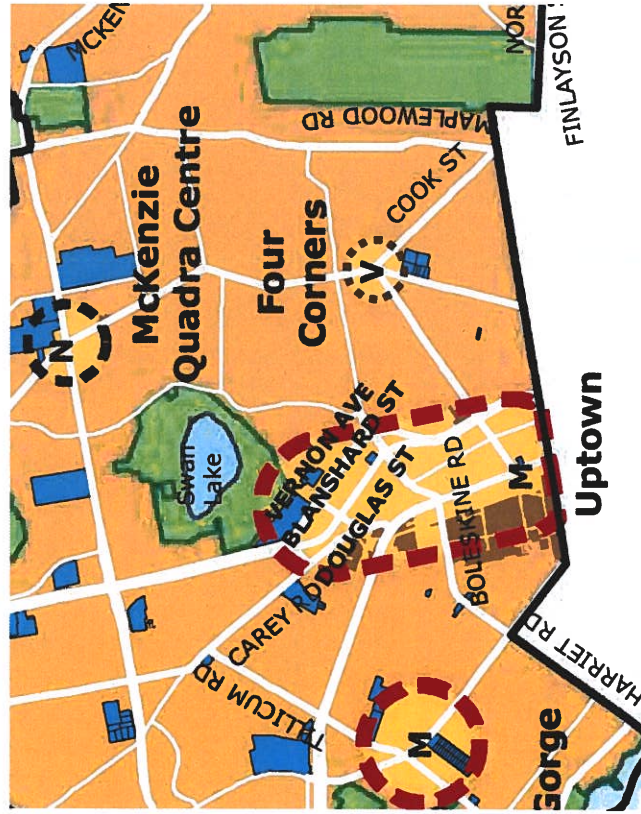 MCKEN
NOR
FINLAYSON
MAPLEWOOD RD
COOK ST
McKenzie
Quadra Centre
Four
Corners
V
N
Swan
Lake
VERNON AVE
BLANSHARD ST
DOUGLAS ST
BOLESKINE RD
M
Uptown
CAREY RD
TILLICUM RD
HARRIET RD
M
Gorge